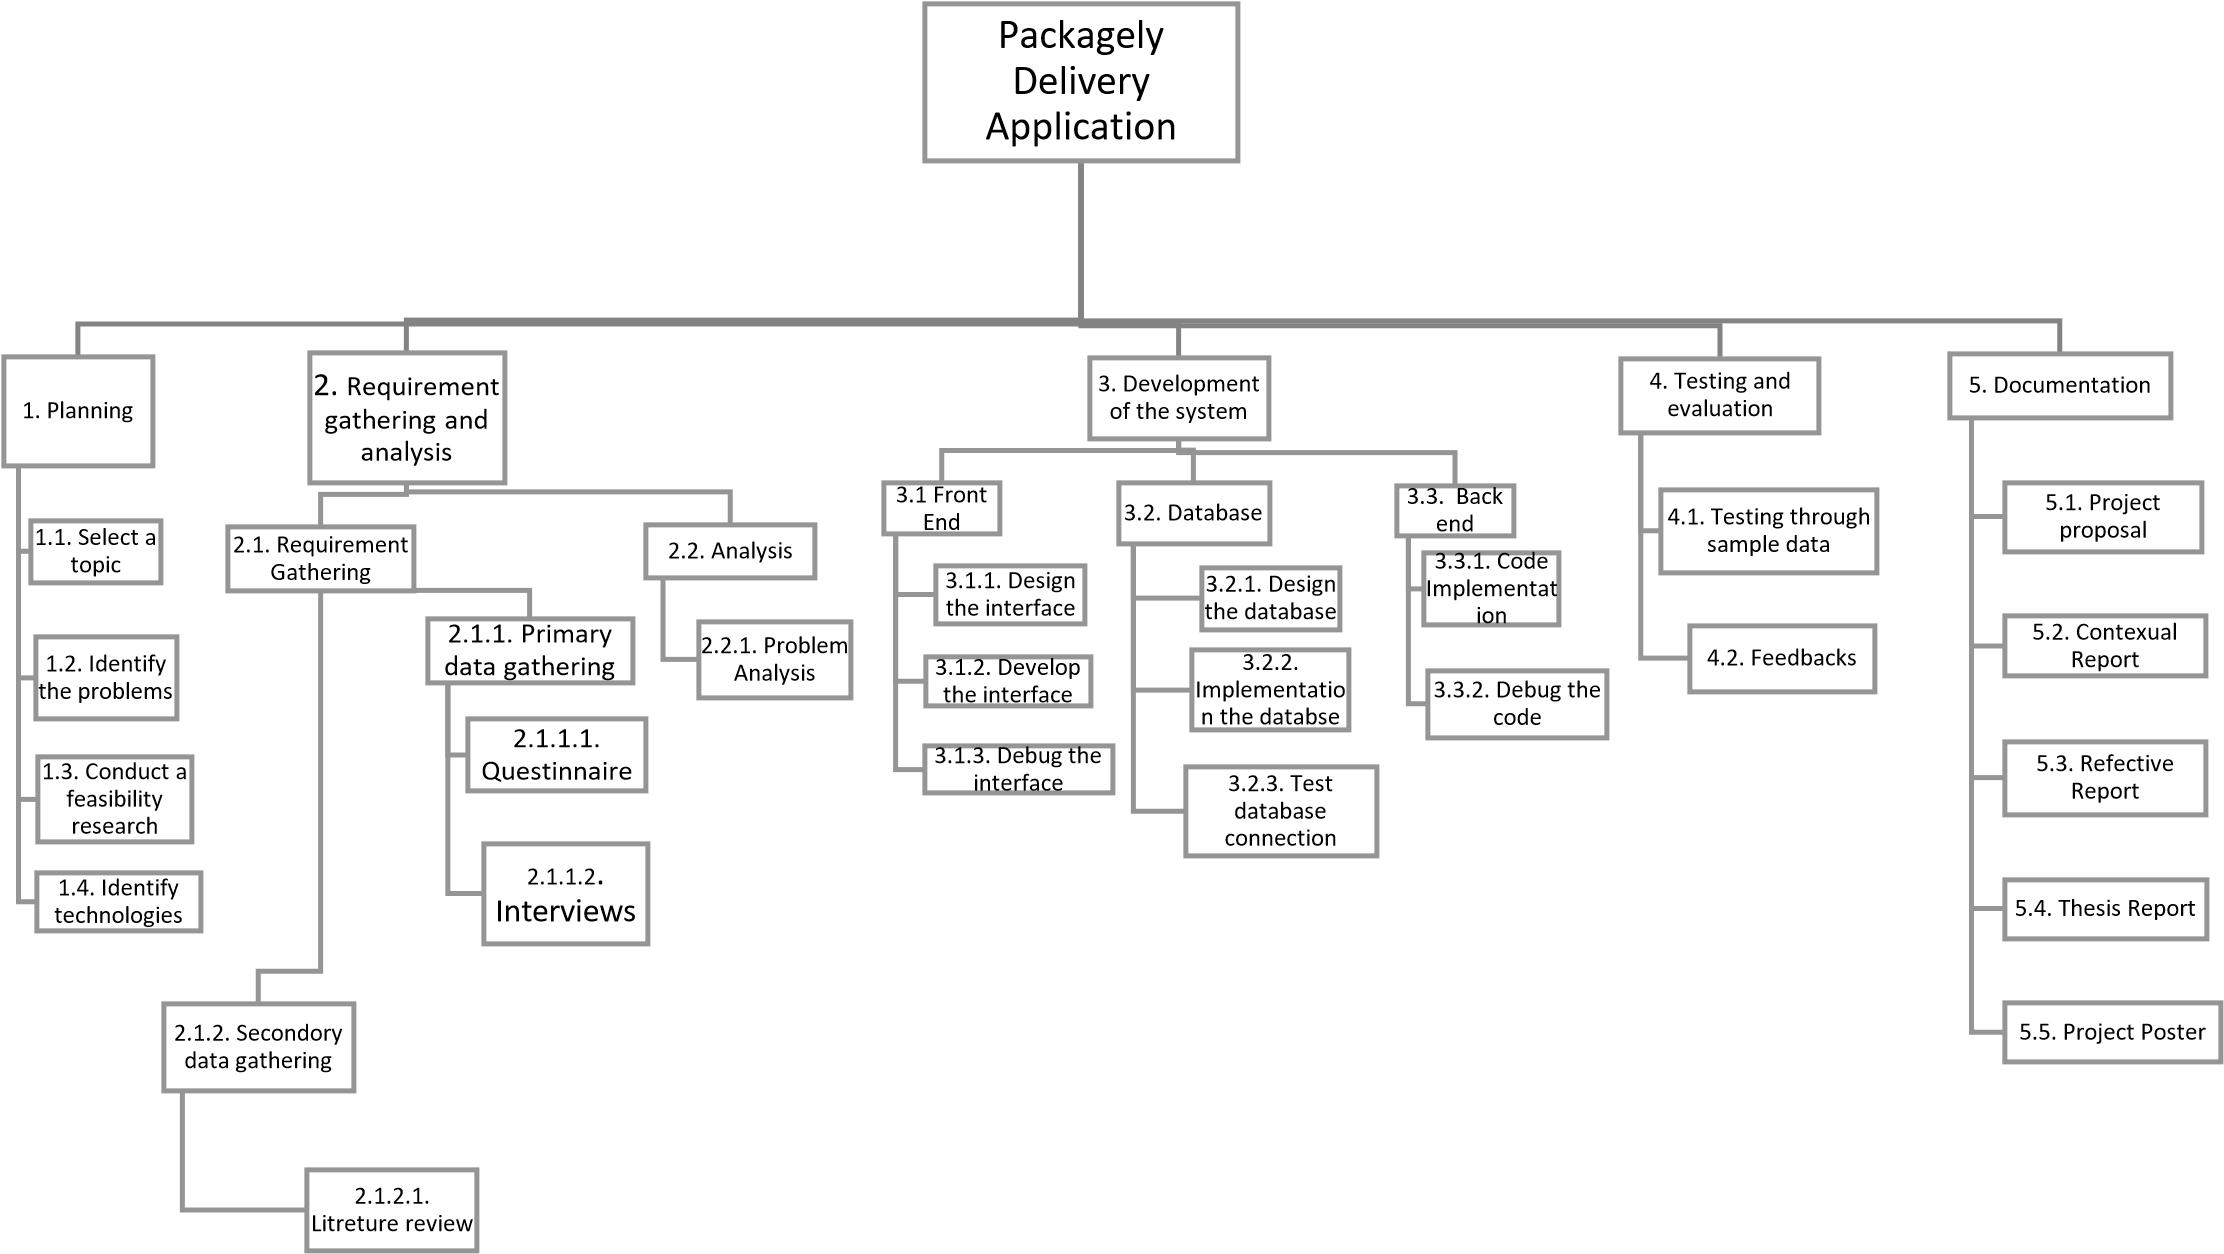 Packagely
Delivery
Application
1. Planning
2. Requirement
gathering and
analysis
3. Development
of the system
4. Testing and
evaluation
5. Documentation
1.1. Select a
topic
1.2. Identify
the problems
1.3. Conduct a
feasibility
research
1.4. Identify
technologies
2.1. Requirement
Gathering
2.1.1. Primary
data gathering
2.1.1.1.
Questinnaire
2.1.1.2.
Interviews
2.1.2. Secondory
data gathering
2.1.2.1.
Litreture review
2.2. Analysis
2.2.1. Problem
Analysis
3.1 Front
End
3.1.1. Design
the interface
3.1.2. Develop
the interface
3.1.3. Debug the
interface
3.2. Database
3.2.1. Design
the database
3.2.2.
Implementatio
n the databse
3.2.3. Test
database
connection
3.3. Back
end
3.3.1. Code
Implementat
ion
3.3.2. Debug the
code
4.1. Testing through
sample data
4.2. Feedbacks
5.1. Project
proposal
5.2. Contexual
Report
5.3. Refective
Report
5.4. Thesis Report
5.5. Project Poster